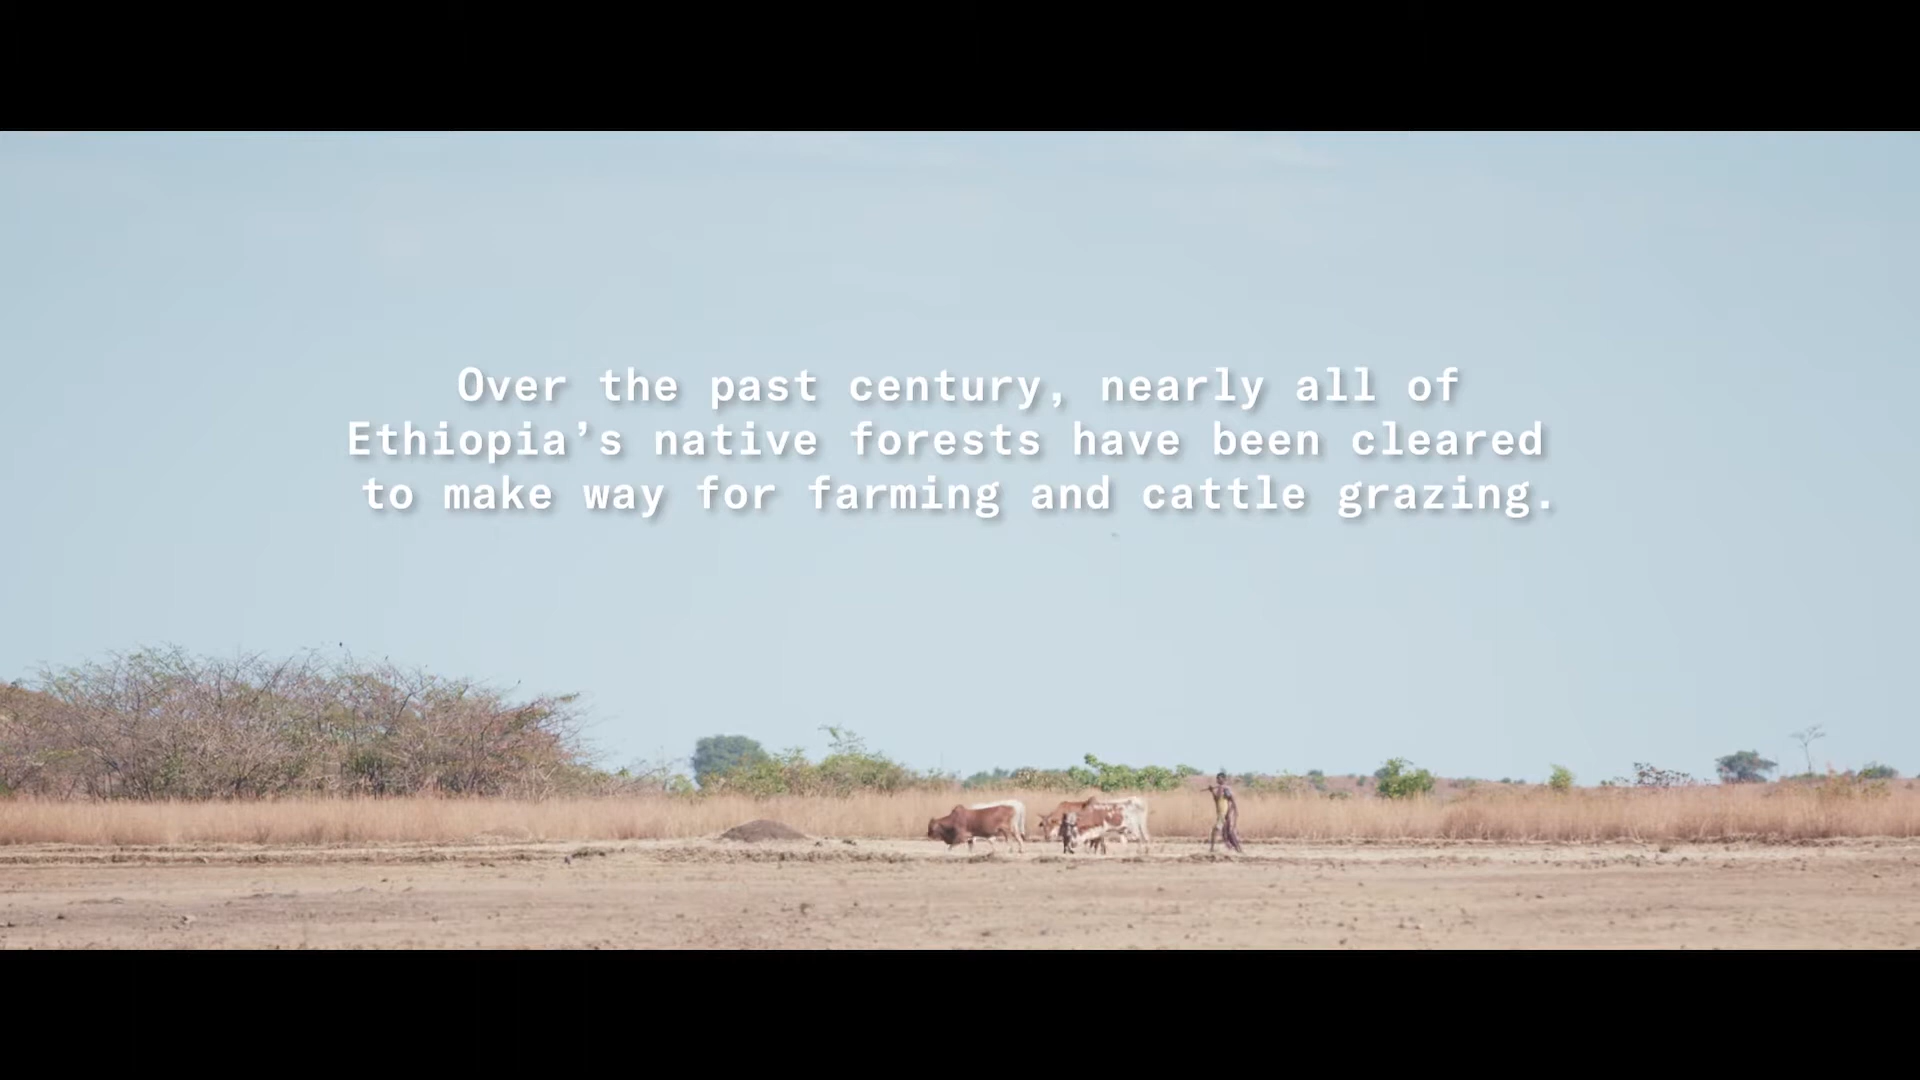 Over the past century, nearly all of
Ethiopia’s native forests have been cleared
to make way for farming and cattle grazing.